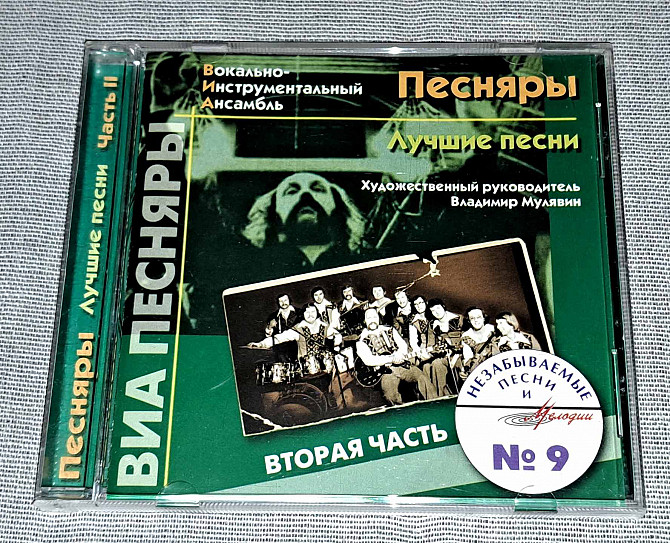 Песняры Лучшие песни Часть II
ВИА ПЕСНЯРЫ
Вокально-
Инструментальный
Ансамбль
Песняры
Лучшие песни
Художественный руководитель
Владимир Мулявин
ВТОРАЯ ЧАСТЬ
НЕЗАБЫВАЕМЫЕ
ПЕСНИ
И
Мелодии
№ 9